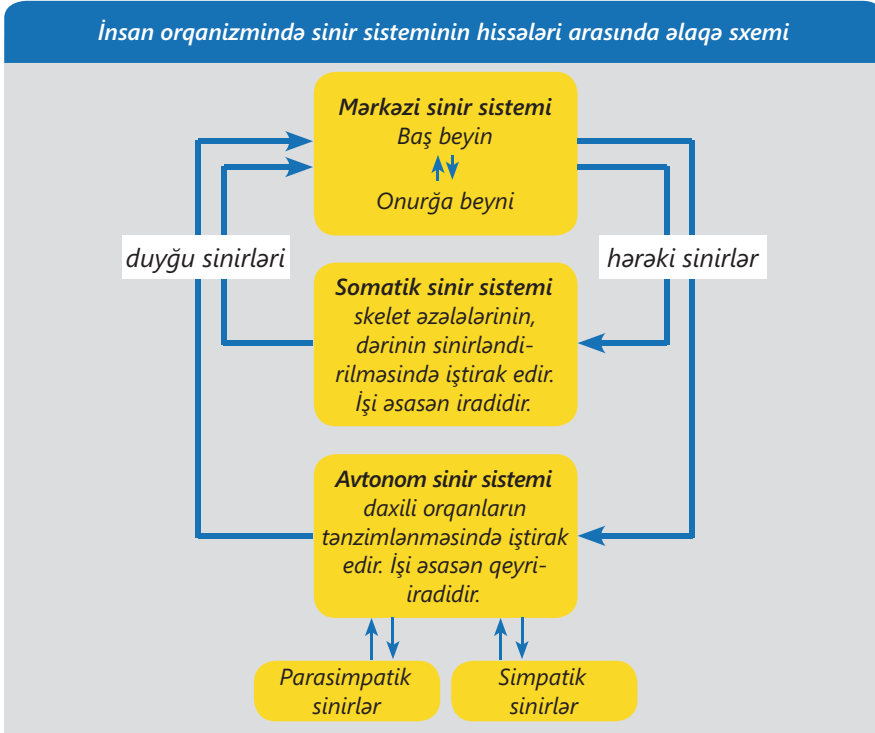 İnsan orqanizmində sinir sisteminin hissələri arasında əlaqə sxemi
Mərkəzi sinir sistemi
Baş beyin
Onurğa beyni
duyğu sinirləri
hərəki sinirlər
Somatik sinir sistemi
skelet əzələlərinin,
dərinin sinirləndi-
rilməsində iştirak edir.
İşi əsasən iradidir.
Avtonom sinir sistemi
daxili orqanların
tənzimlənməsində iştirak
edir. İşi əsasən qeyri-
iradidir.
Parasimpatik
sinirlər
Simpatik
sinirlər